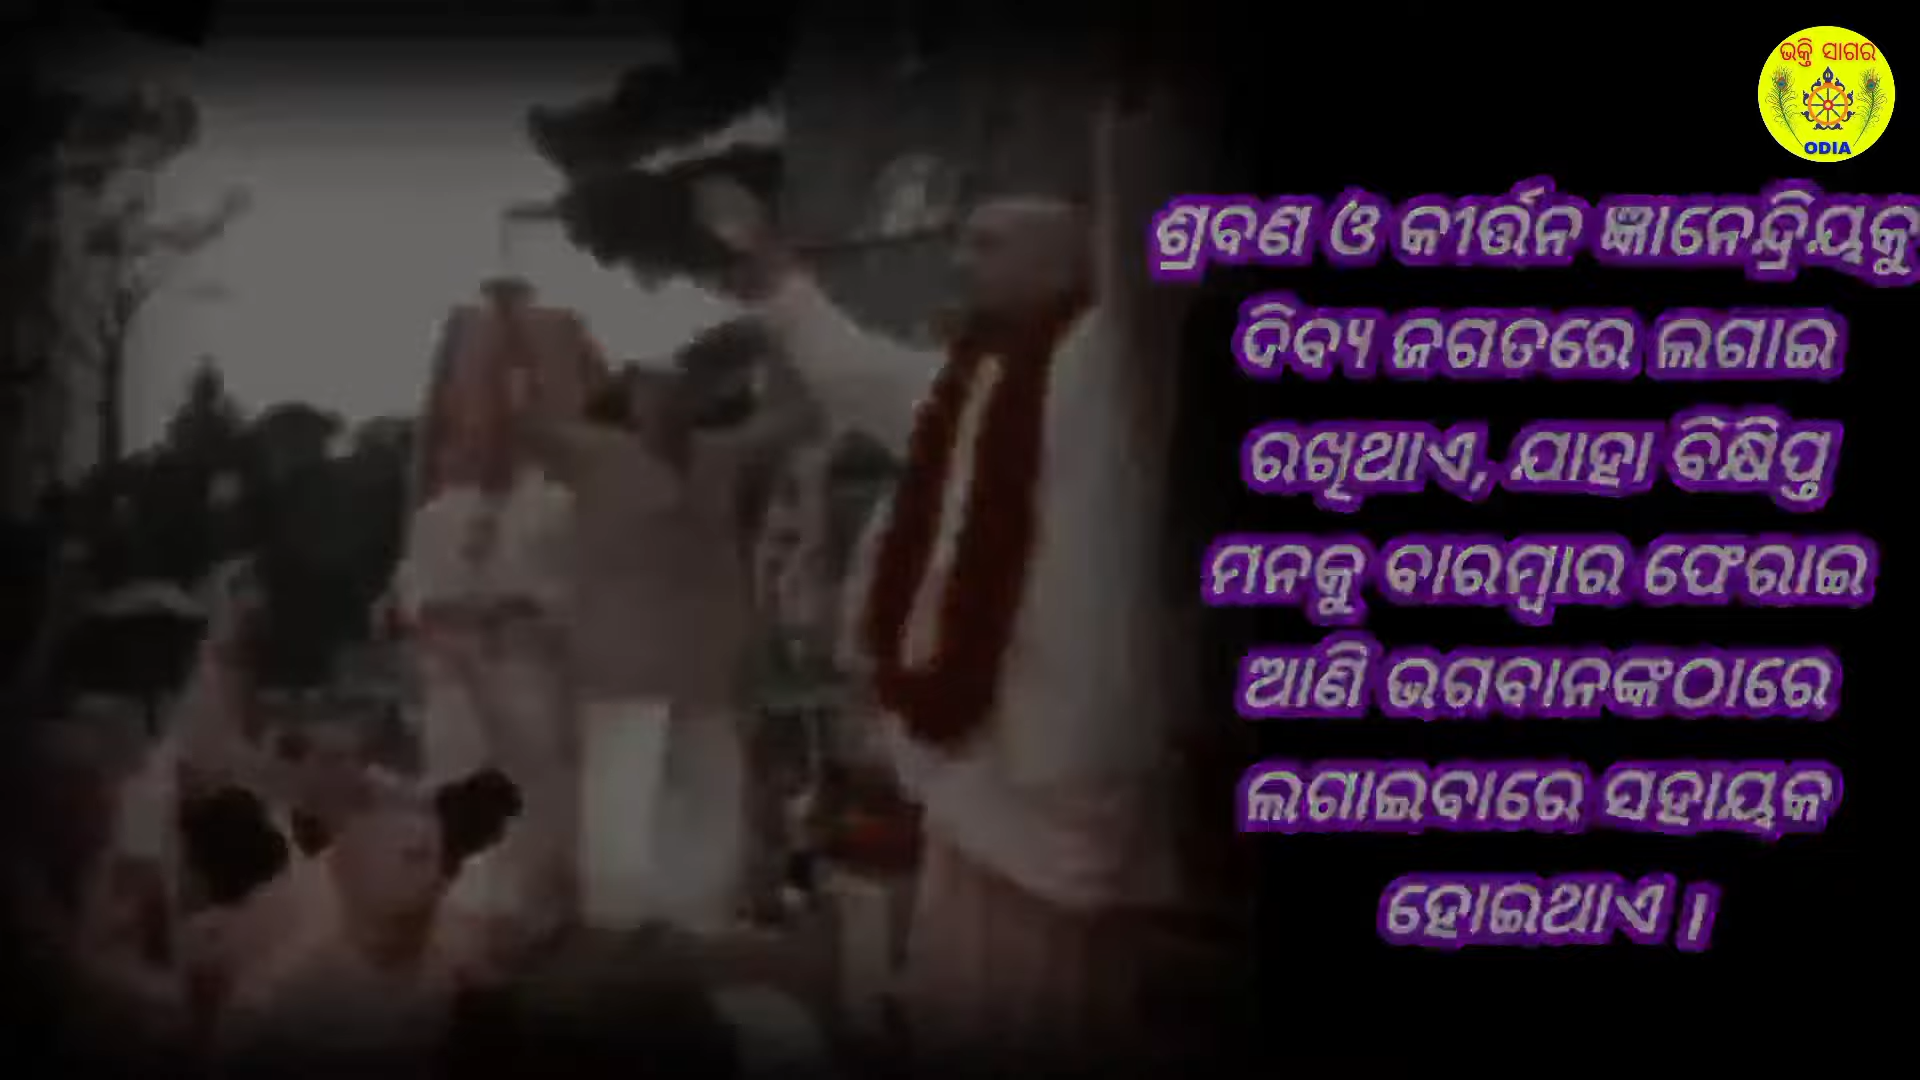 ଭକ୍ତି ସାଗର
ODIA
ଶ୍ରବଣ ଓ କୀର୍ତ୍ତନ ଜ୍ଞାନେନ୍ଦ୍ରିୟକୁ
ଦିବ୍ୟ ଜଗତରେ ଲଗାଇ
ରଖିଥାଏ, ଯାହା ବିକ୍ଷିପ୍ତ
ମନକୁ ବାରମ୍ବାର ଫେରାଇ
ଆଣି ଭଗବାନଙ୍କଠାରେ
ଲଗାଇବାରେ ସହାୟକ
ହୋଇଥାଏ ।